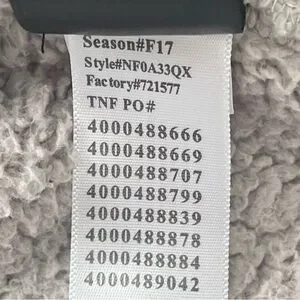 Season#F17
Style#NF0A33QX
Factory#721577
TNF PO#
4000488666
4000488669
4000488707
4000488799
4000488839
4000488878
4000488884
4000489042